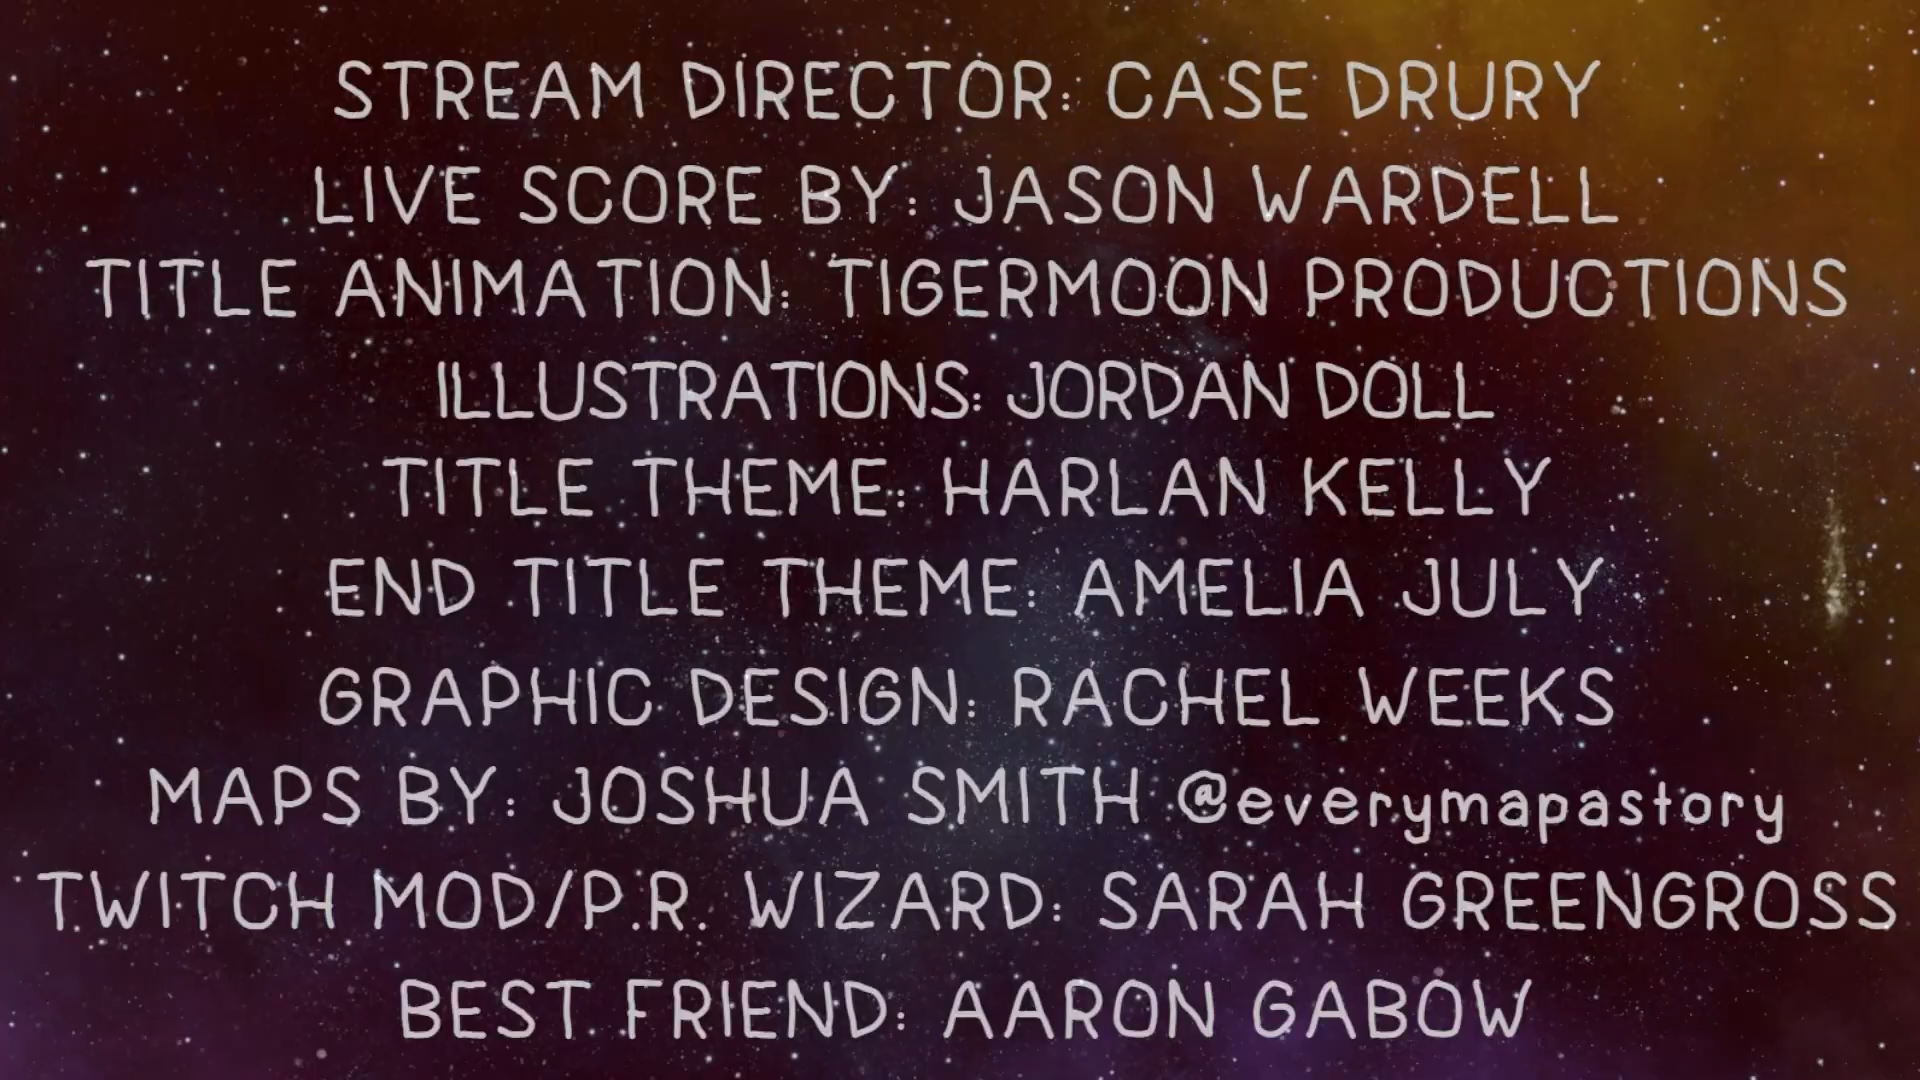 STREAM DIRECTOR: CASE DRURY
LIVE SCORE BY: JASON WARDELL
TITLE ANIMATION: TIGERMOON PRODUCTIONS
ILLUSTRATIONS: JORDAN DOLL
TITLE THEME: HARLAN KELLY
END TITLE THEME: AMELIA JULY
GRAPHIC DESIGN: RACHEL WEEKS
MAPS BY: JOSHUA SMITH @everymapastory
TWITCH MOD/P.R. WIZARD: SARAH GREENGROSS
BEST FRIEND: AARON GABOW